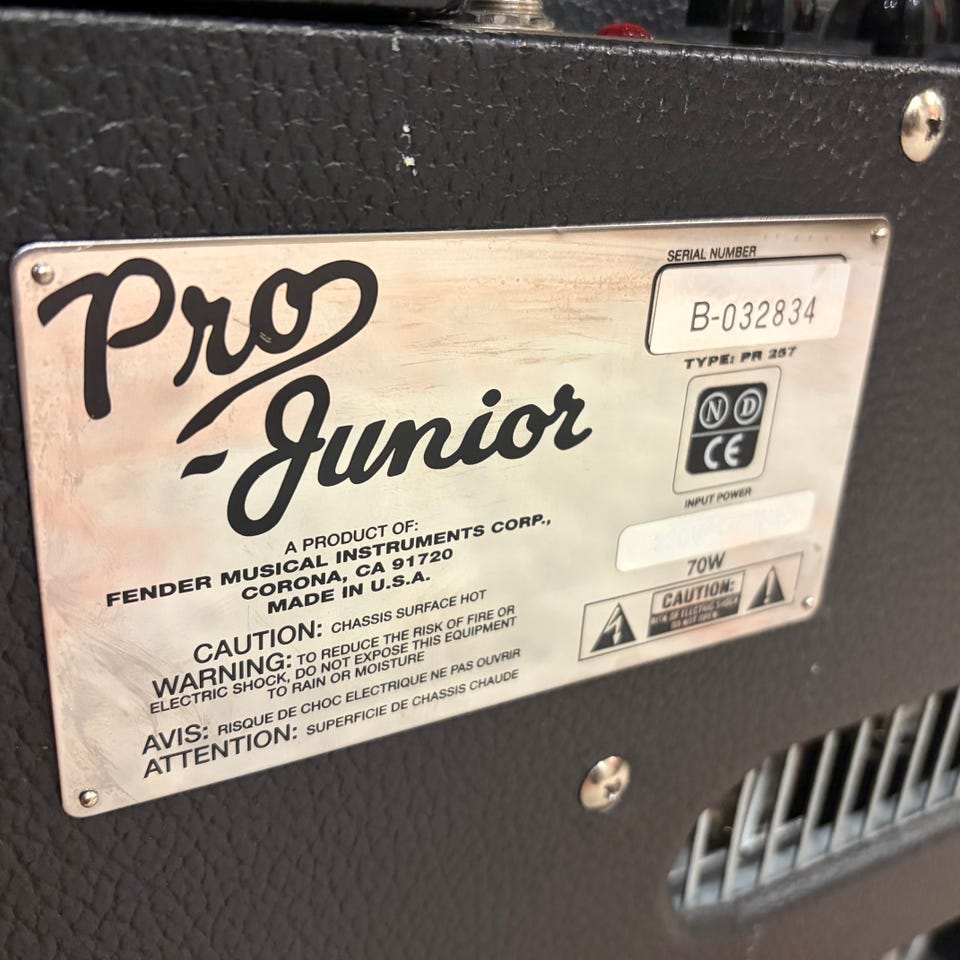 Pro
Junior
SERIAL NUMBER
B-032834
TYPE: PR 257
N D
CE
INPUT POWER
70W
CAUTION:
A PRODUCT OF:
FENDER MUSICAL INSTRUMENTS CORP.,
CORONA, CA 91720
MADE IN U.S.A.
CAUTION: CHASSIS SURFACE HOT
WARNING: TO REDUCE THE RISK OF FIRE OR
ELECTRIC SHOCK, DO NOT EXPOSE THIS EQUIPMENT
TO RAIN OR MOISTURE
AVIS: RISQUE DE CHOC ELECTRIQUE NE PAS OUVRIR
ATTENTION: SUPERFICIE DE CHASSIS CHAUDE